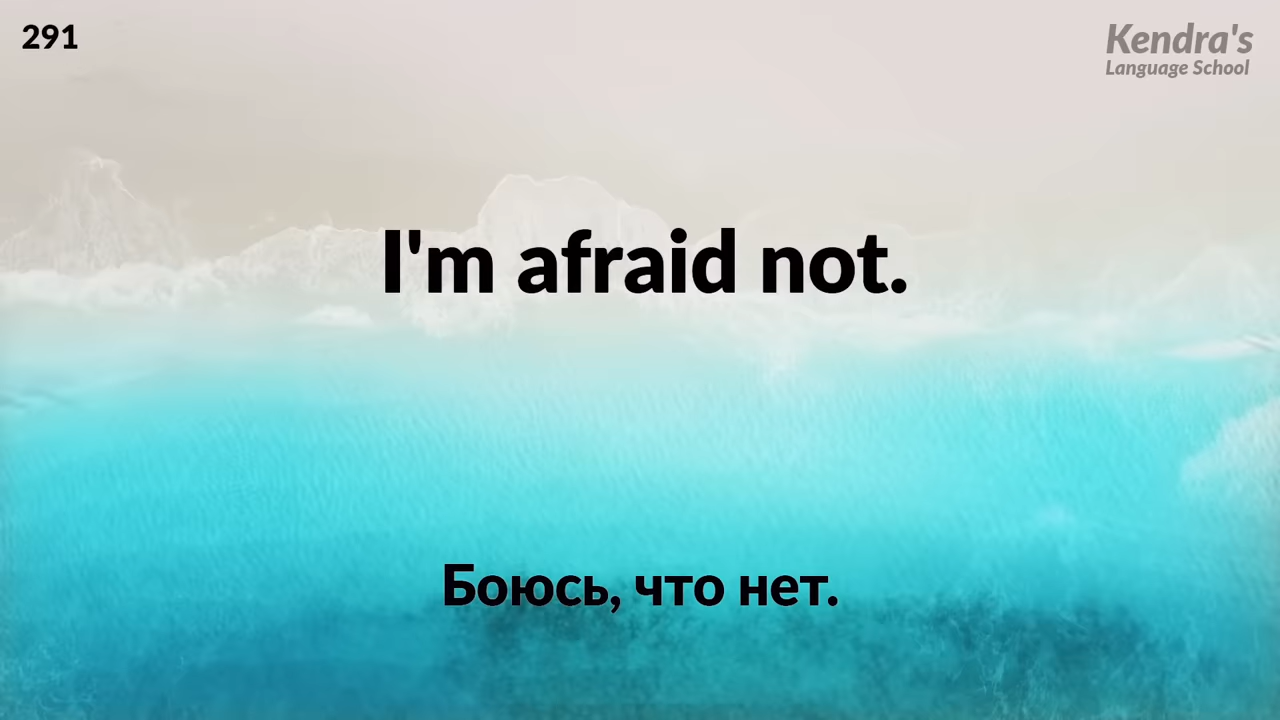 291
Kendra's
Language School
I'm afraid not.
Боюсь, что нет.